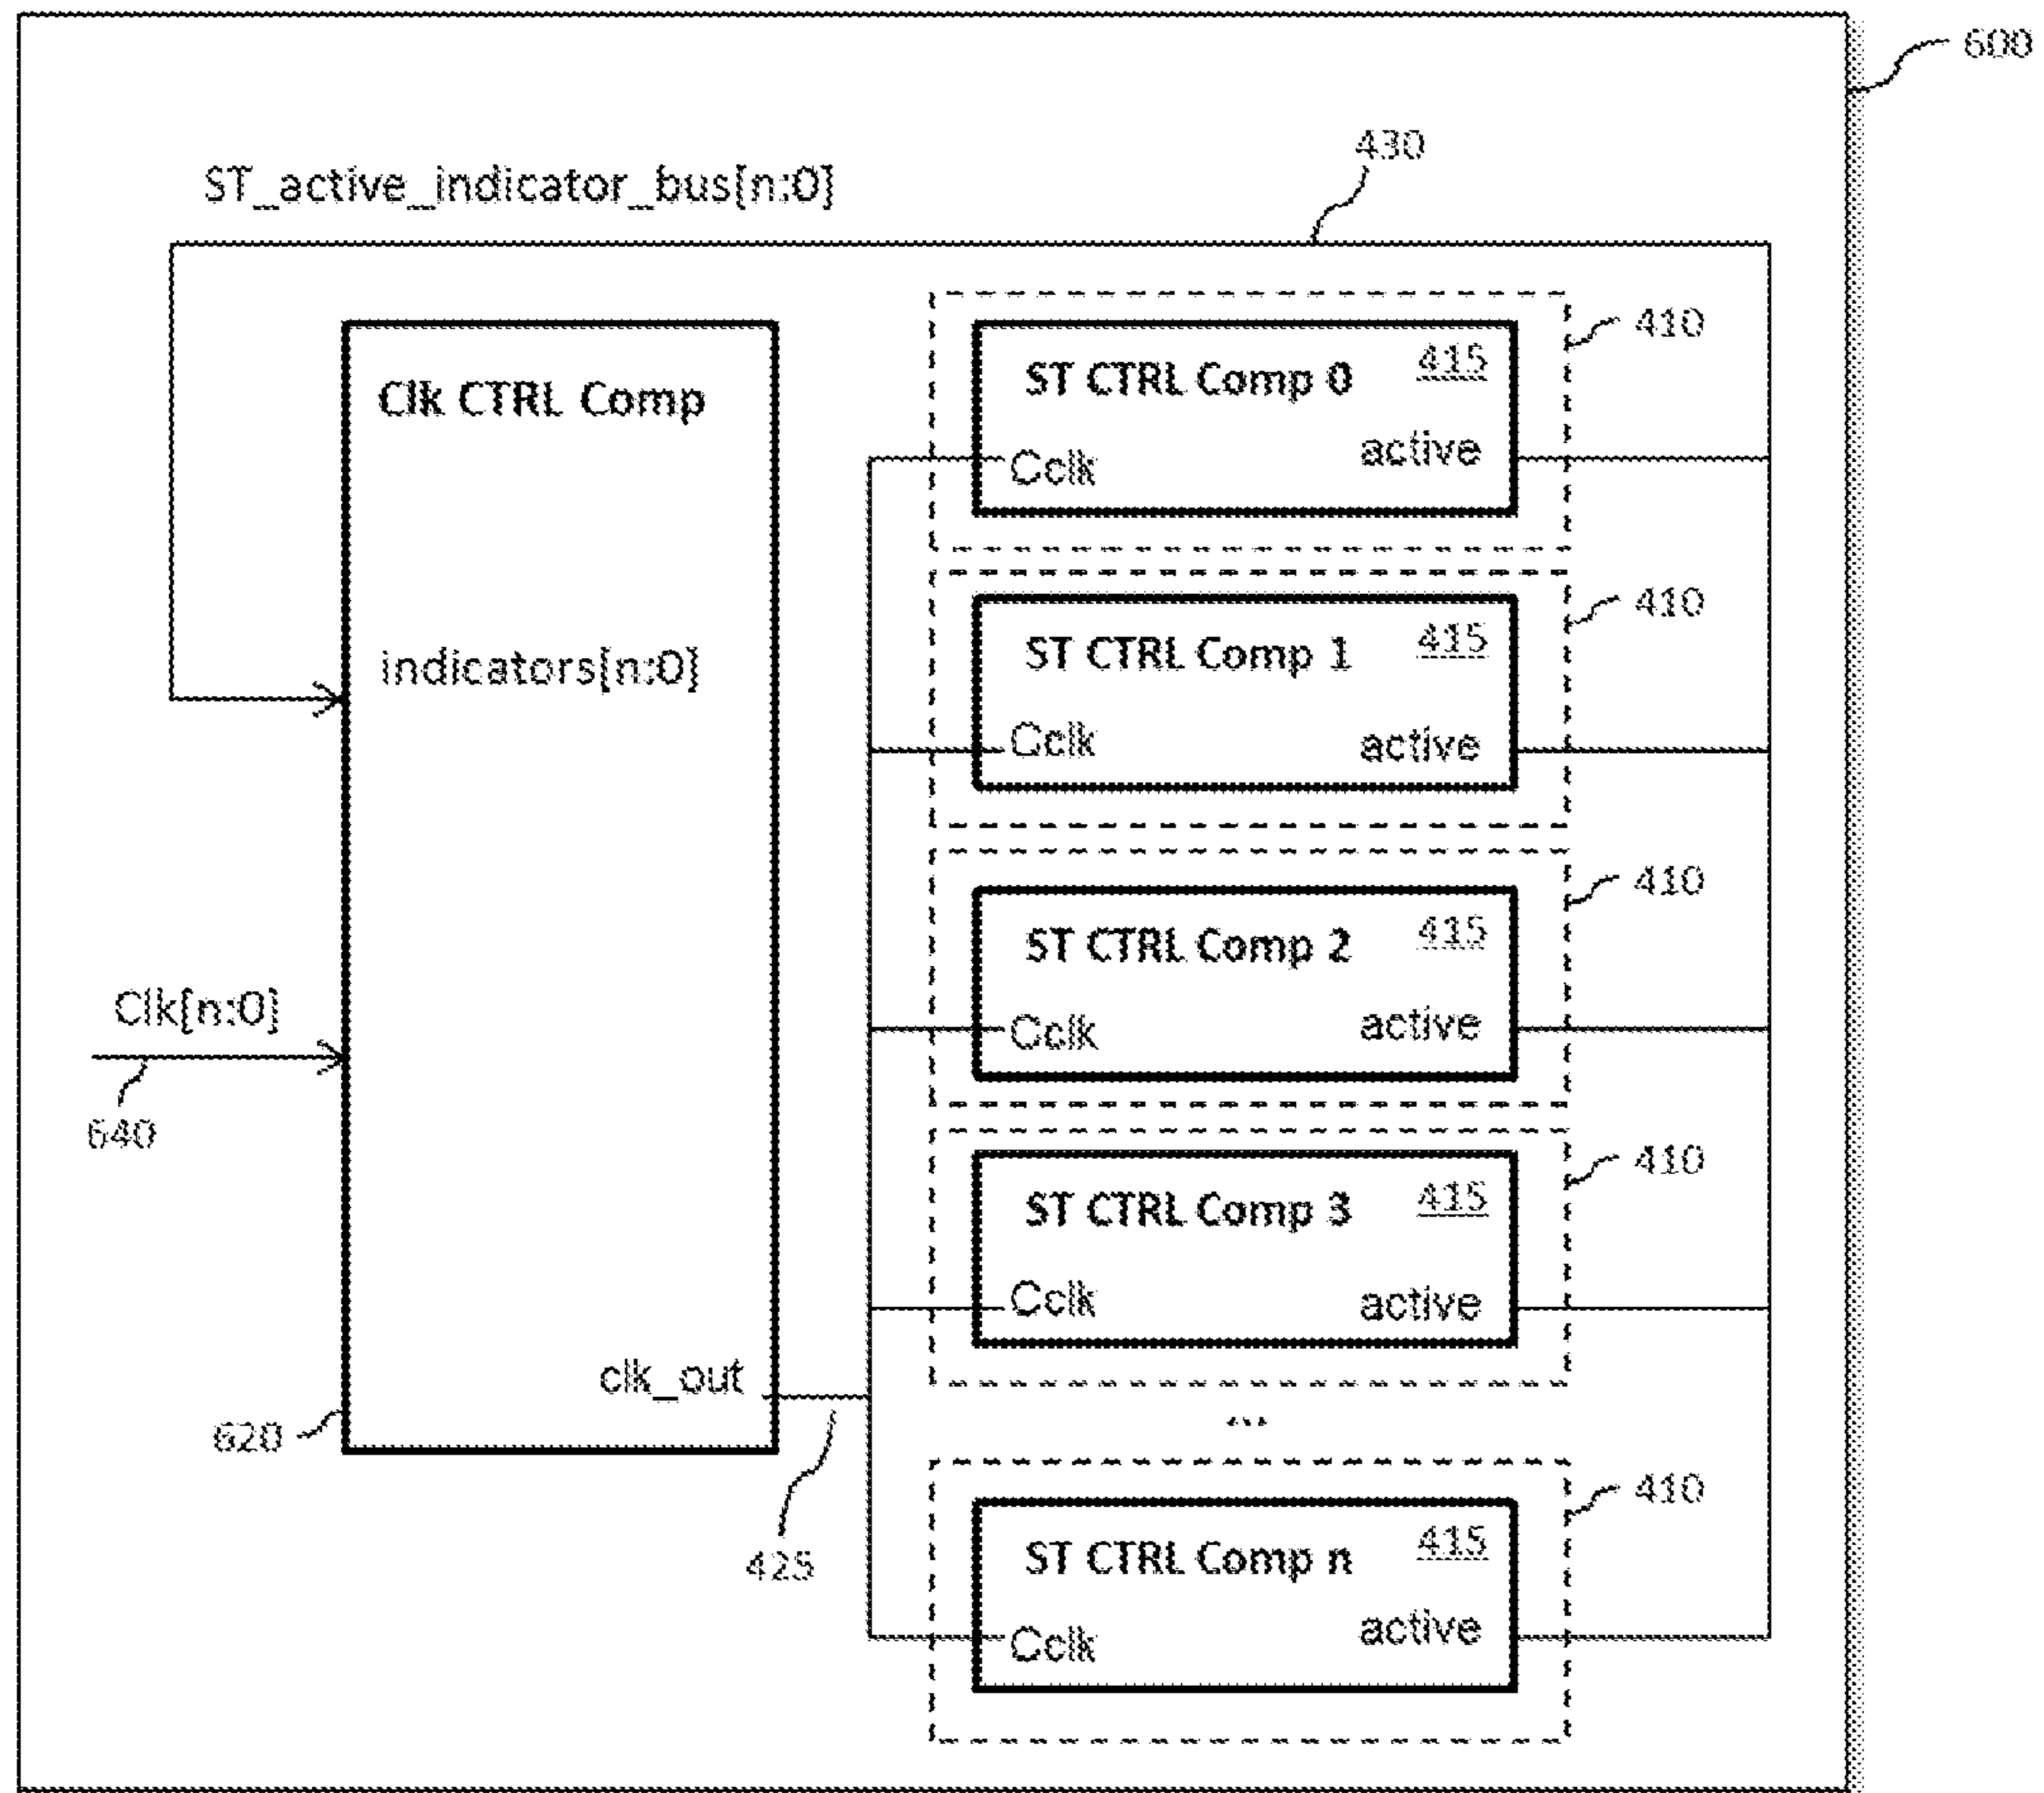 600
430
ST_active_indicator_bus[n:0]
410
ST CTRL Comp 0 415
Clk CTRL Comp
Cclk active
410
ST CTRL Comp 1 415
indicators[n:0]
Cclk active
410
ST CTRL Comp 2 415
Clk[n:0]
Cclk active
640
410
ST CTRL Comp 3 415
Cclk active
clk_out
...
620
410
425
ST CTRL Comp n 415
Cclk active